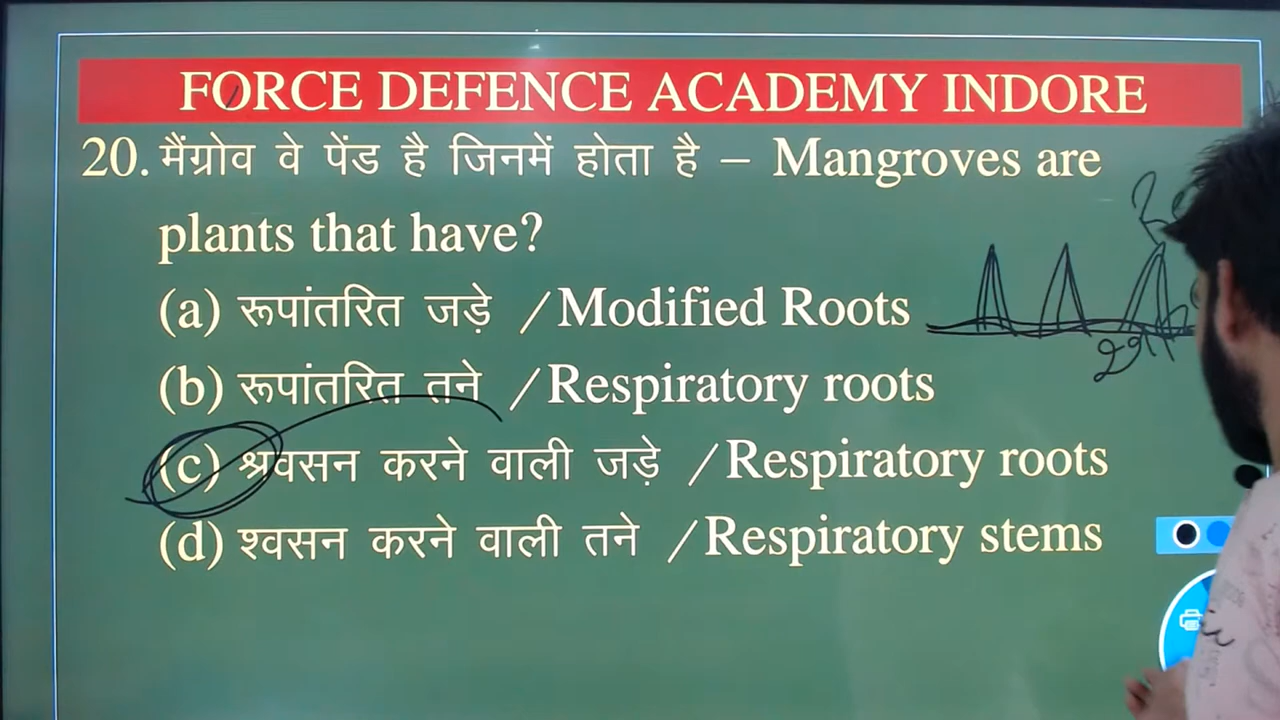 FORCE DEFENCE ACADEMY INDORE
20. मैंग्रोव वे पेंड है जिनमें होता है – Mangroves are
plants that have?
(a) रूपांतरित जड़े / Modified Roots
(b) रूपांतरित तने / Respiratory roots
(c) श्रवसन करने वाली जड़े / Respiratory roots
(d) श्वसन करने वाली तने / Respiratory stems